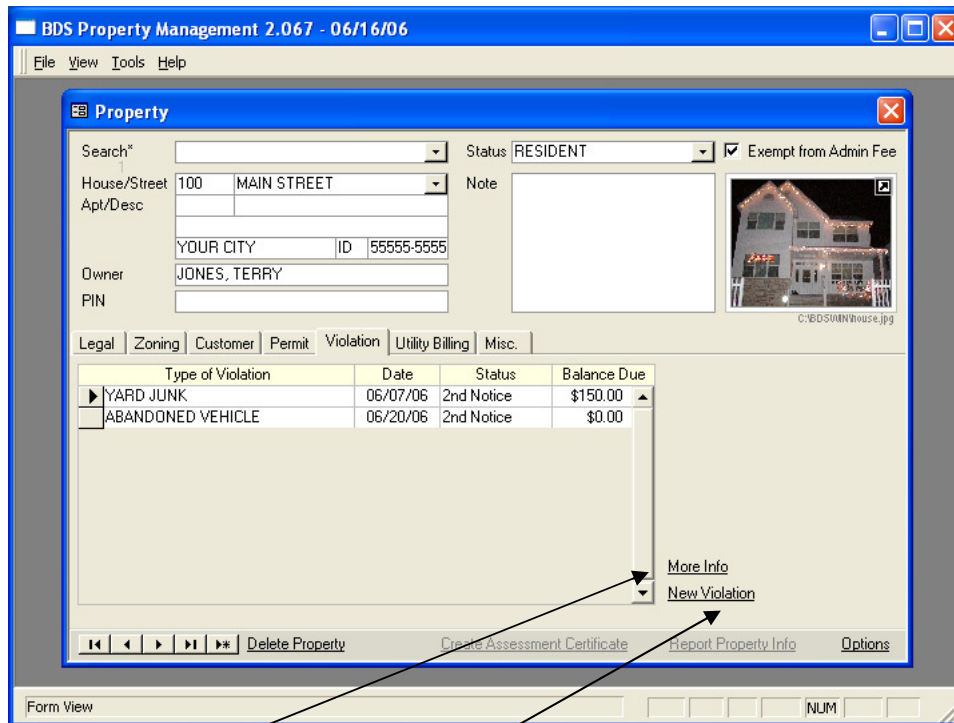 BDS Property Management 2.067 - 06/16/06
File View Tools Help
Property
Search* Status RESIDENT Exempt from Admin Fee
1
House/Street 100 MAIN STREET Note
Apt/Desc
YOUR CITY ID 55555-5555
Owner JONES, TERRY
PIN
C:\BDS\WIN\house.jpg
Legal Zoning Customer Permit Violation Utility Billing Misc.
Type of Violation Date Status Balance Due
YARD JUNK 06/07/06 2nd Notice $150.00
ABANDONED VEHICLE 06/20/06 2nd Notice $0.00
More Info
New Violation
Delete Property Create Assessment Certificate Report Property Info Options
Form View NUM